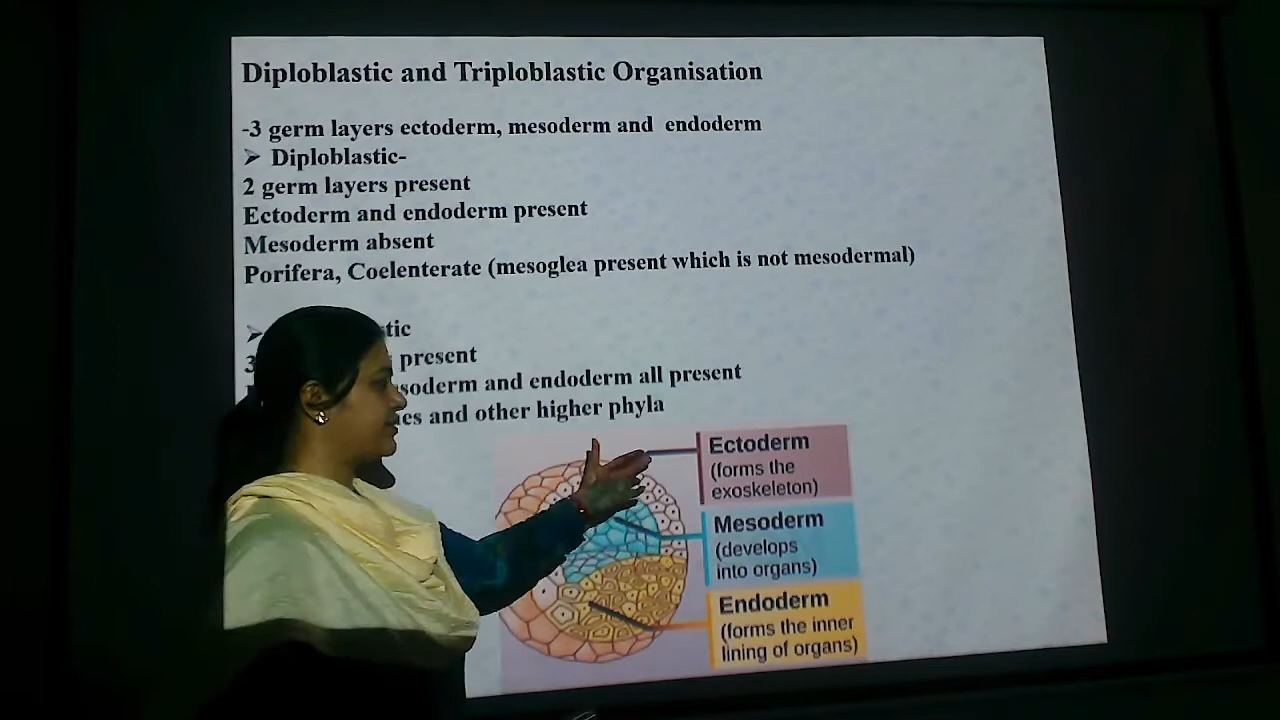 Diploblastic and Triploblastic Organisation
-3 germ layers ectoderm, mesoderm and endoderm
➢ Diploblastic-
2 germ layers present
Ectoderm and endoderm present
Mesoderm absent
Porifera, Coelenterate (mesoglea present which is not mesodermal)
➢ tic
3 present
soderm and endoderm all present
and other higher phyla
Ectoderm
(forms the
exoskeleton)
Mesoderm
(develops
into organs)
Endoderm
(forms the inner
lining of organs)